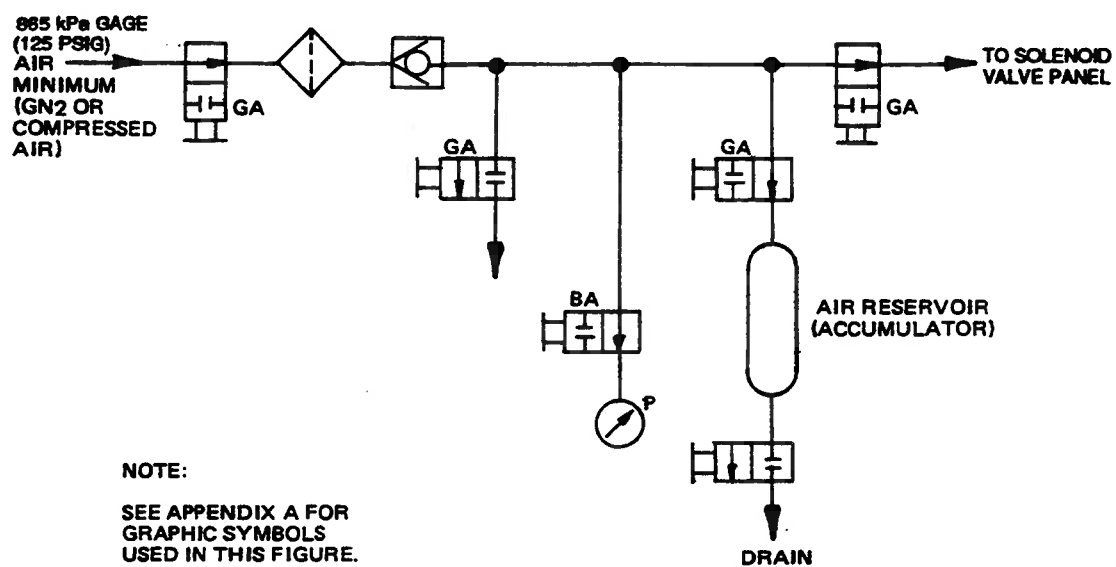 865 kPa GAGE
(125 PSIG)
AIR
MINIMUM
(GN2 OR
COMPRESSED
AIR)
GA
TO SOLENOID
VALVE PANEL
GA
GA
GA
BA
P
AIR RESERVOIR
(ACCUMULATOR)
DRAIN
NOTE:
SEE APPENDIX A FOR
GRAPHIC SYMBOLS
USED IN THIS FIGURE.